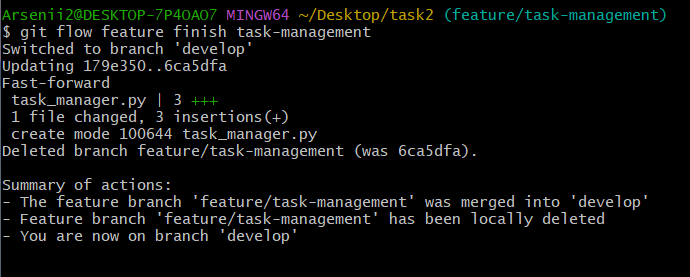 Arsenii2@DESKTOP-7P4OAO7 MINGW64 ~/Desktop/task2 (feature/task-management)
$ git flow feature finish task-management
Switched to branch 'develop'
Updating 179e350..6ca5dfa
Fast-forward
 task_manager.py | 3 +++
 1 file changed, 3 insertions(+)
 create mode 100644 task_manager.py
Deleted branch feature/task-management (was 6ca5dfa).

Summary of actions:
- The feature branch 'feature/task-management' was merged into 'develop'
- Feature branch 'feature/task-management' has been locally deleted
- You are now on branch 'develop'